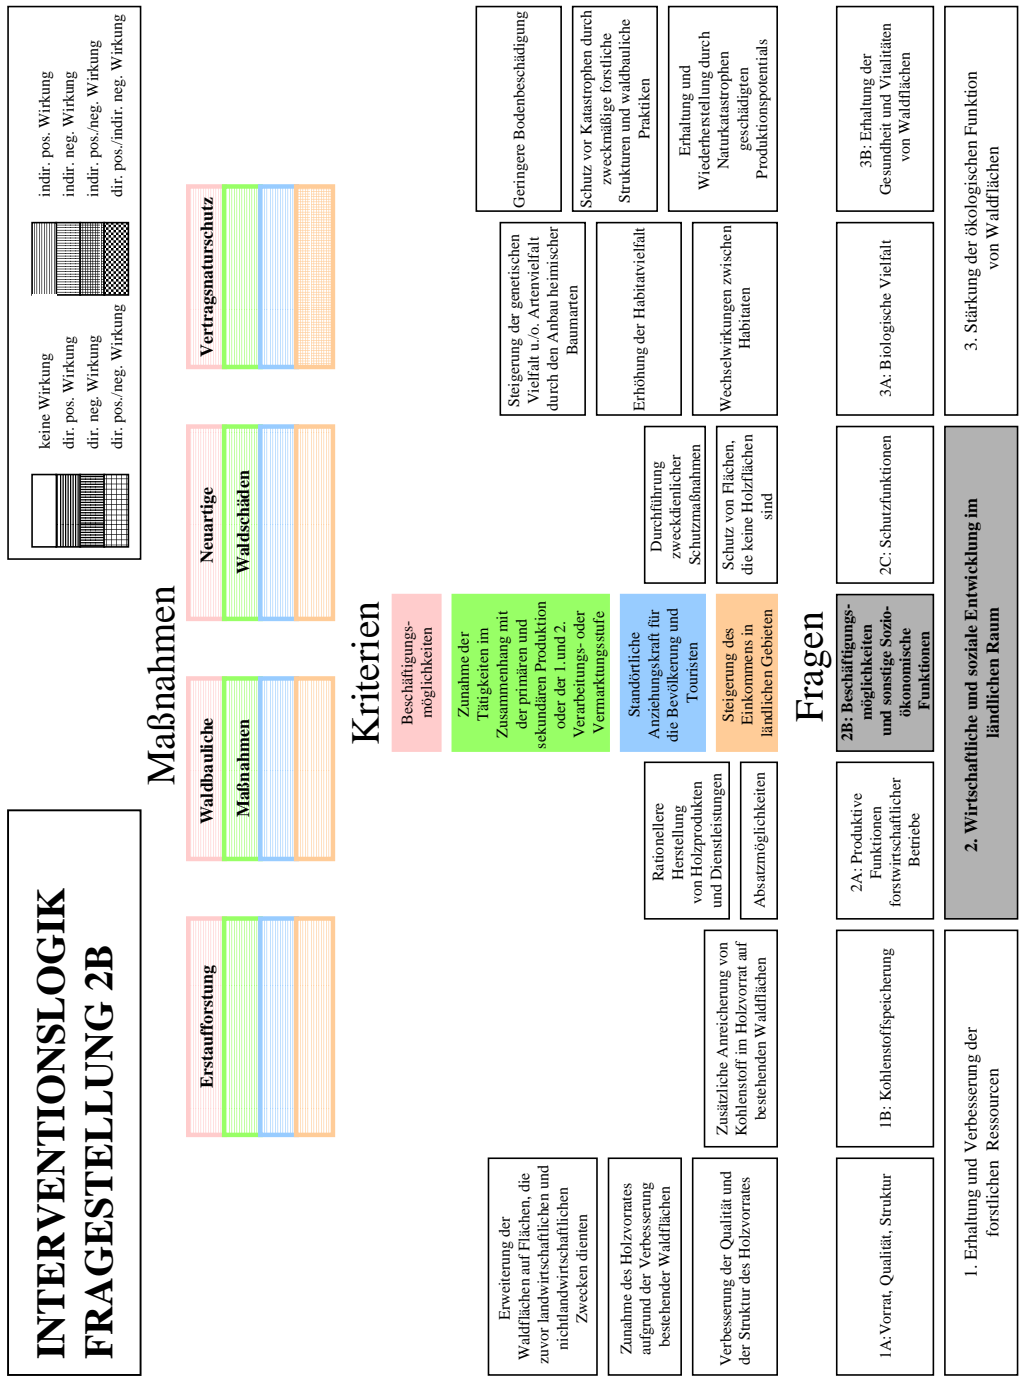 INTERVENTIONSLOGIK
FRAGESTELLUNG 2B
keine Wirkung
dir. pos. Wirkung
dir. neg. Wirkung
dir. pos./neg. Wirkung
indir. pos. Wirkung
indir. neg. Wirkung
indir. pos./neg. Wirkung
dir. pos./indir. neg. Wirkung
Maßnahmen
Erstaufforstung
Waldbauliche
Maßnahmen
Neuartige
Waldschäden
Vertragsnaturschutz
Kriterien
Erweiterung der
Waldflächen auf Flächen, die
zuvor landwirtschaftlichen und
nichtlandwirtschaftlichen
Zwecken dienten
Zunahme des Holzvorrates
aufgrund der Verbesserung
bestehender Waldflächen
Verbesserung der Qualität und
der Struktur des Holzvorrates
Zusätzliche Anreicherung von
Kohlenstoff im Holzvorrat auf
bestehenden Waldflächen
Rationellere
Herstellung
von Holzprodukten
und Dienstleistungen
Absatzmöglichkeiten
Beschäftigungs-
möglichkeiten
Zunahme der
Tätigkeiten im
Zusammenhang mit
der primären und
sekundären Produktion
oder der 1. und 2.
Verarbeitungs- oder
Vermarktungsstufe
Standörtliche
Anziehungskraft für
die Bevölkerung und
Touristen
Steigerung des
Einkommens in
ländlichen Gebieten
Durchführung
zweckdienlicher
Schutzmaßnahmen
Schutz von Flächen,
die keine Holzflächen
sind
Steigerung der genetischen
Vielfalt u./o. Artenvielfalt
durch den Anbau heimischer
Baumarten
Erhöhung der Habitatvielfalt
Wechselwirkungen zwischen
Habitaten
Geringere Bodenbeschädigung
Schutz vor Katastrophen durch
zweckmäßige forstliche
Strukturen und waldbauliche
Praktiken
Erhaltung und
Wiederherstellung durch
Naturkatastrophen
geschädigten
Produktionspotentials
Fragen
1A: Vorrat, Qualität, Struktur
1B: Kohlenstoffspeicherung
2A: Produktive
Funktionen
forstwirtschaftlicher
Betriebe
2B: Beschäftigungs-
möglichkeiten
und sonstige Sozio-
ökonomische
Funktionen
2C: Schutzfunktionen
3A: Biologische Vielfalt
3B: Erhaltung der
Gesundheit und Vitalitäten
von Waldflächen
1. Erhaltung und Verbesserung der
forstlichen Ressourcen
2. Wirtschaftliche und soziale Entwicklung im
ländlichen Raum
3. Stärkung der ökologischen Funktion
von Waldflächen